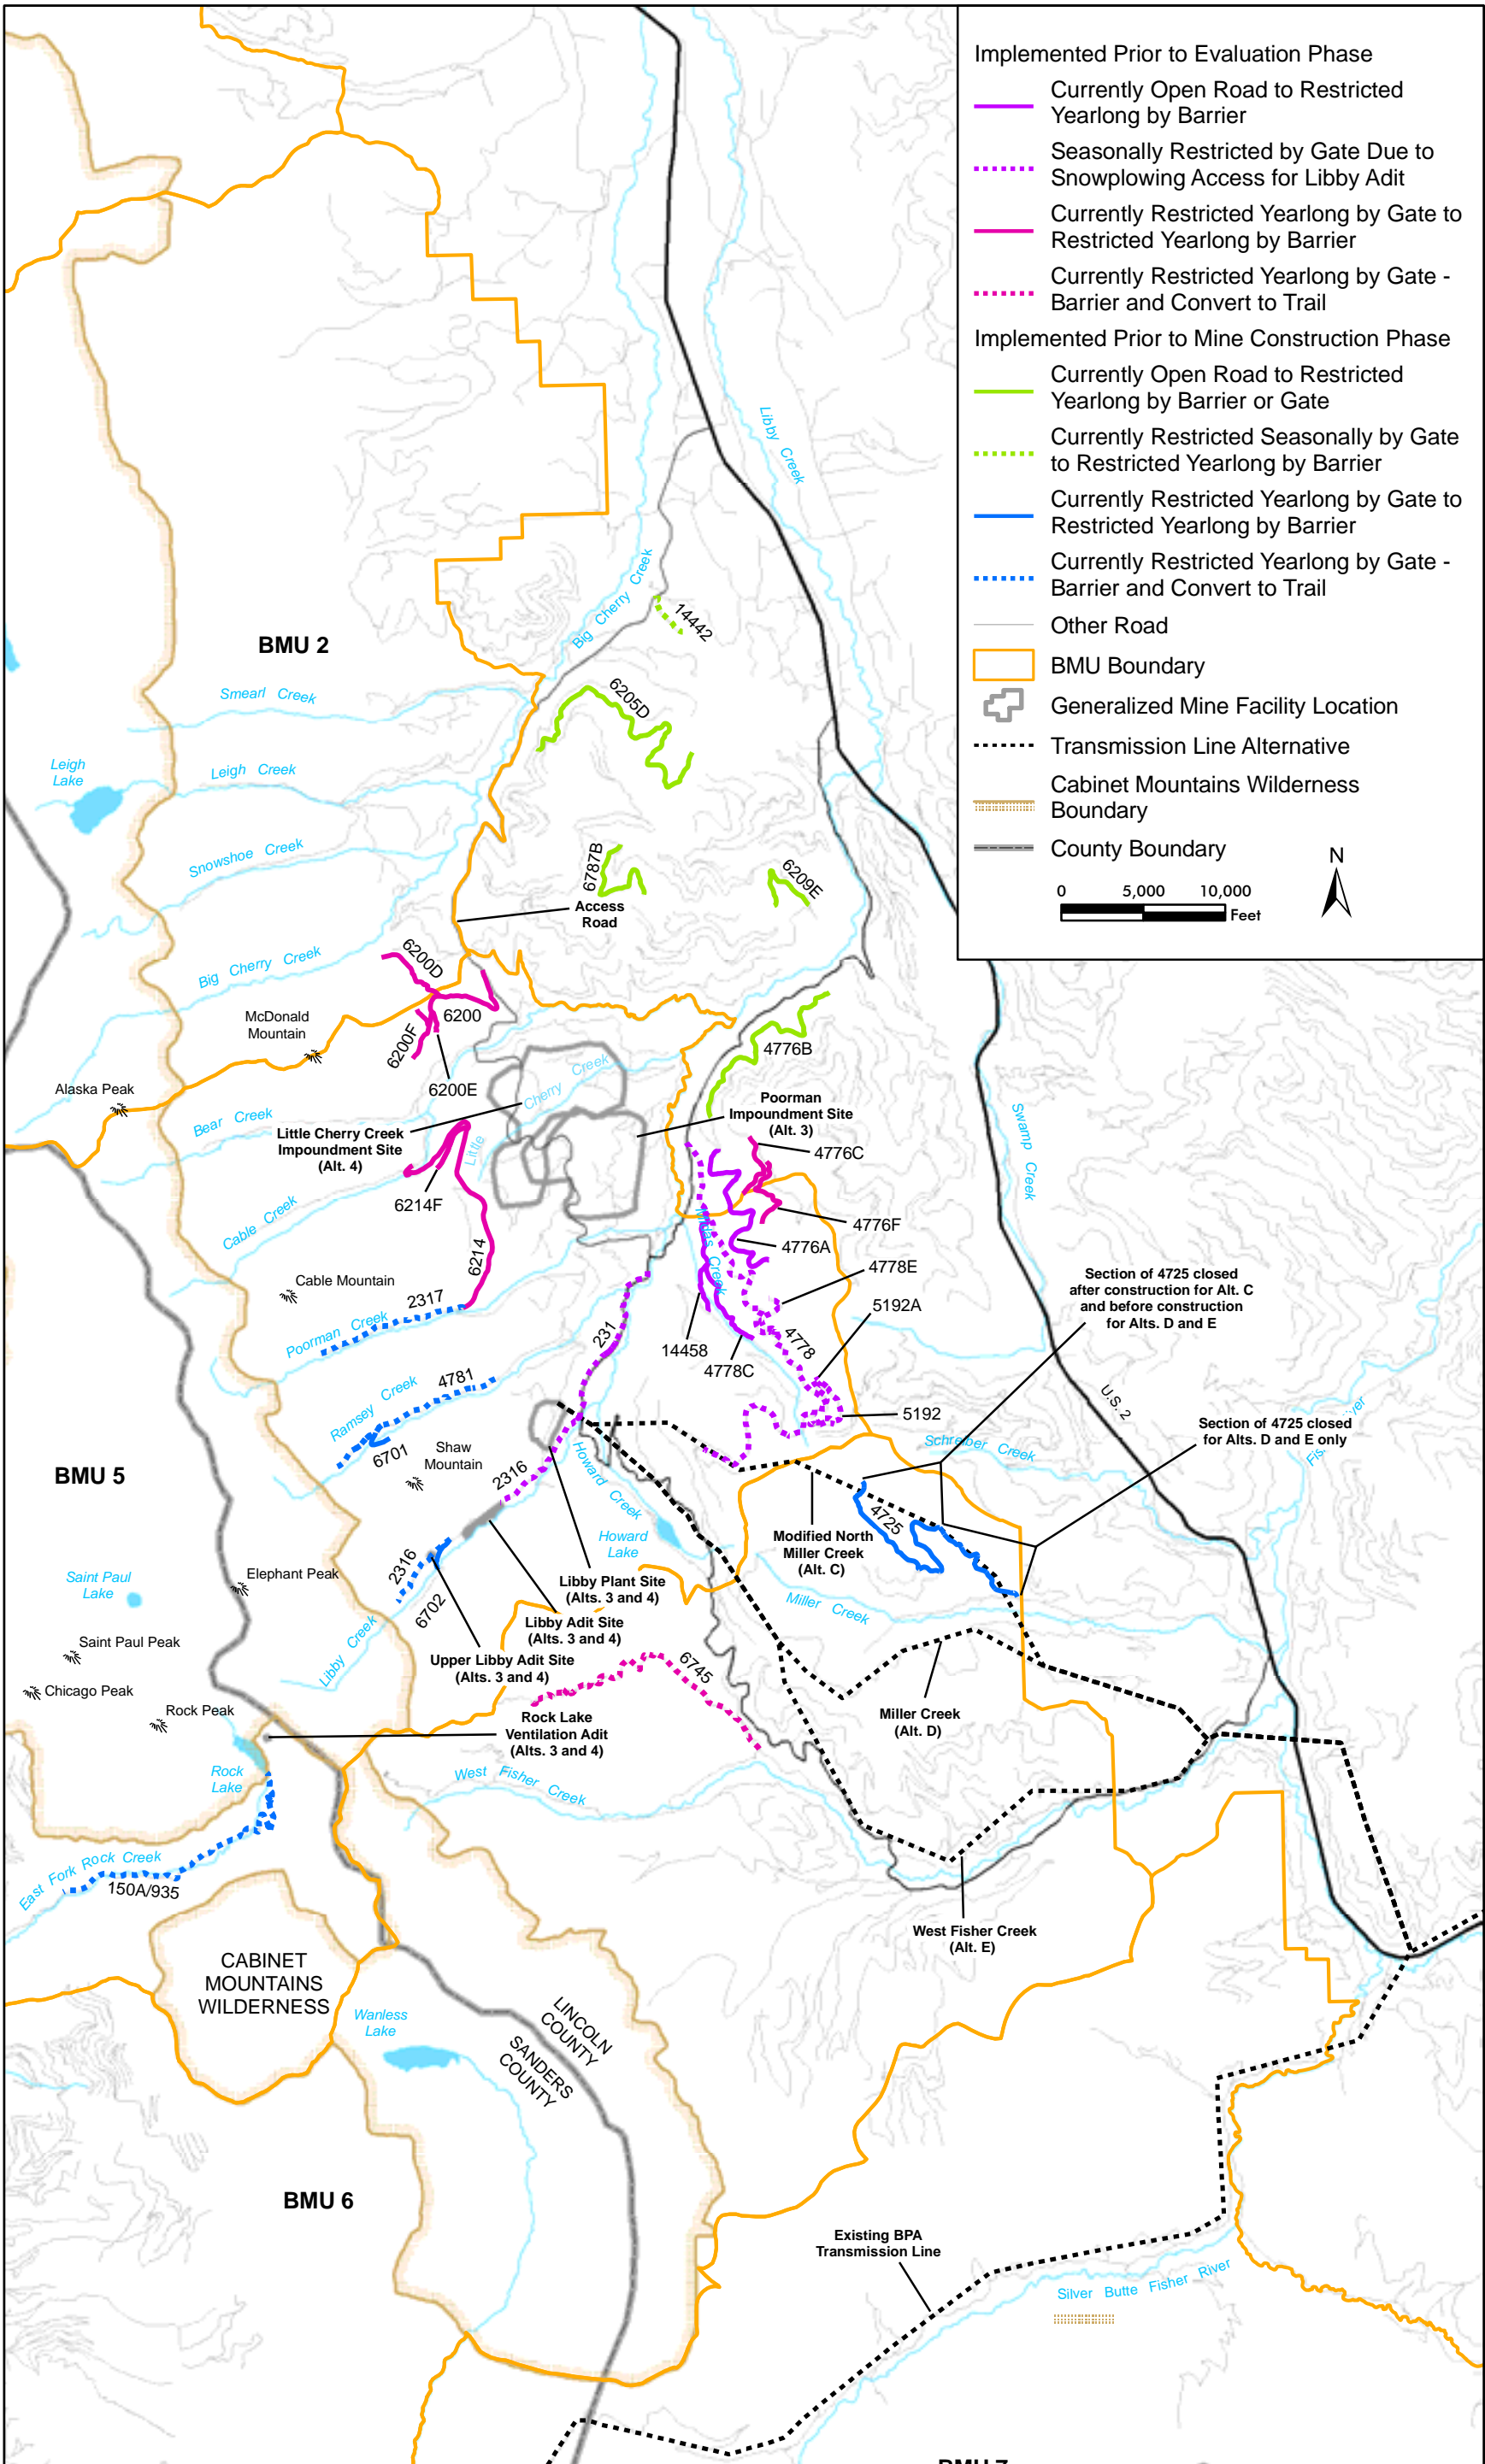 Implemented Prior to Evaluation Phase
Currently Open Road to Restricted
Yearlong by Barrier
Seasonally Restricted by Gate Due to
Snowplowing Access for Libby Adit
Currently Restricted Yearlong by Gate to
Restricted Yearlong by Barrier
Currently Restricted Yearlong by Gate -
Barrier and Convert to Trail
Implemented Prior to Mine Construction Phase
Currently Open Road to Restricted
Yearlong by Barrier or Gate
Currently Restricted Seasonally by Gate
to Restricted Yearlong by Barrier
Currently Restricted Yearlong by Gate to
Restricted Yearlong by Barrier
Currently Restricted Yearlong by Gate -
Barrier and Convert to Trail
Other Road
BMU Boundary
Generalized Mine Facility Location
Transmission Line Alternative
Cabinet Mountains Wilderness
Boundary
County Boundary
N
0 5,000 10,000
Feet
Libby Creek
Big Cherry Creek
14442
BMU 2
Smearl Creek
6205D
Leigh
Lake
Leigh Creek
Snowshoe Creek
6787B
6209E
Access
Road
Big Cherry Creek
6200D
McDonald
Mountain
6200
6200F
6200E
4776B
Alaska Peak
Bear Creek
Little Cherry Creek
Little Cherry Creek
Impoundment Site
(Alt. 4)
Poorman
Impoundment Site
(Alt. 3)
4776C
Swamp Creek
6214F
Cable Creek
4776F
Midas Creek
4776A
6214
4778E
Cable Mountain
2317
5192A
Section of 4725 closed
after construction for Alt. C
and before construction
for Alts. D and E
Poorman Creek
231
14458
4778
4778C
4781
Ramsey Creek
5192
U.S. 2
Section of 4725 closed
for Alts. D and E only
Schreiber Creek
6701
Shaw
Mountain
BMU 5
2316
Howard Creek
4725
Modified North
Miller Creek
(Alt. C)
Howard
Lake
2316
Elephant Peak
Saint Paul
Lake
Libby Plant Site
(Alts. 3 and 4)
Miller Creek
6702
Libby Adit Site
(Alts. 3 and 4)
Libby Creek
Saint Paul Peak
Upper Libby Adit Site
(Alts. 3 and 4)
6745
Chicago Peak
Rock Peak
Rock Lake
Ventilation Adit
(Alts. 3 and 4)
Miller Creek
(Alt. D)
Rock
Lake
West Fisher Creek
East Fork Rock Creek
150A/935
West Fisher Creek
(Alt. E)
CABINET
MOUNTAINS
WILDERNESS
Wanless
Lake
LINCOLN
COUNTY
SANDERS
COUNTY
BMU 6
Existing BPA
Transmission Line
Silver Butte Fisher River